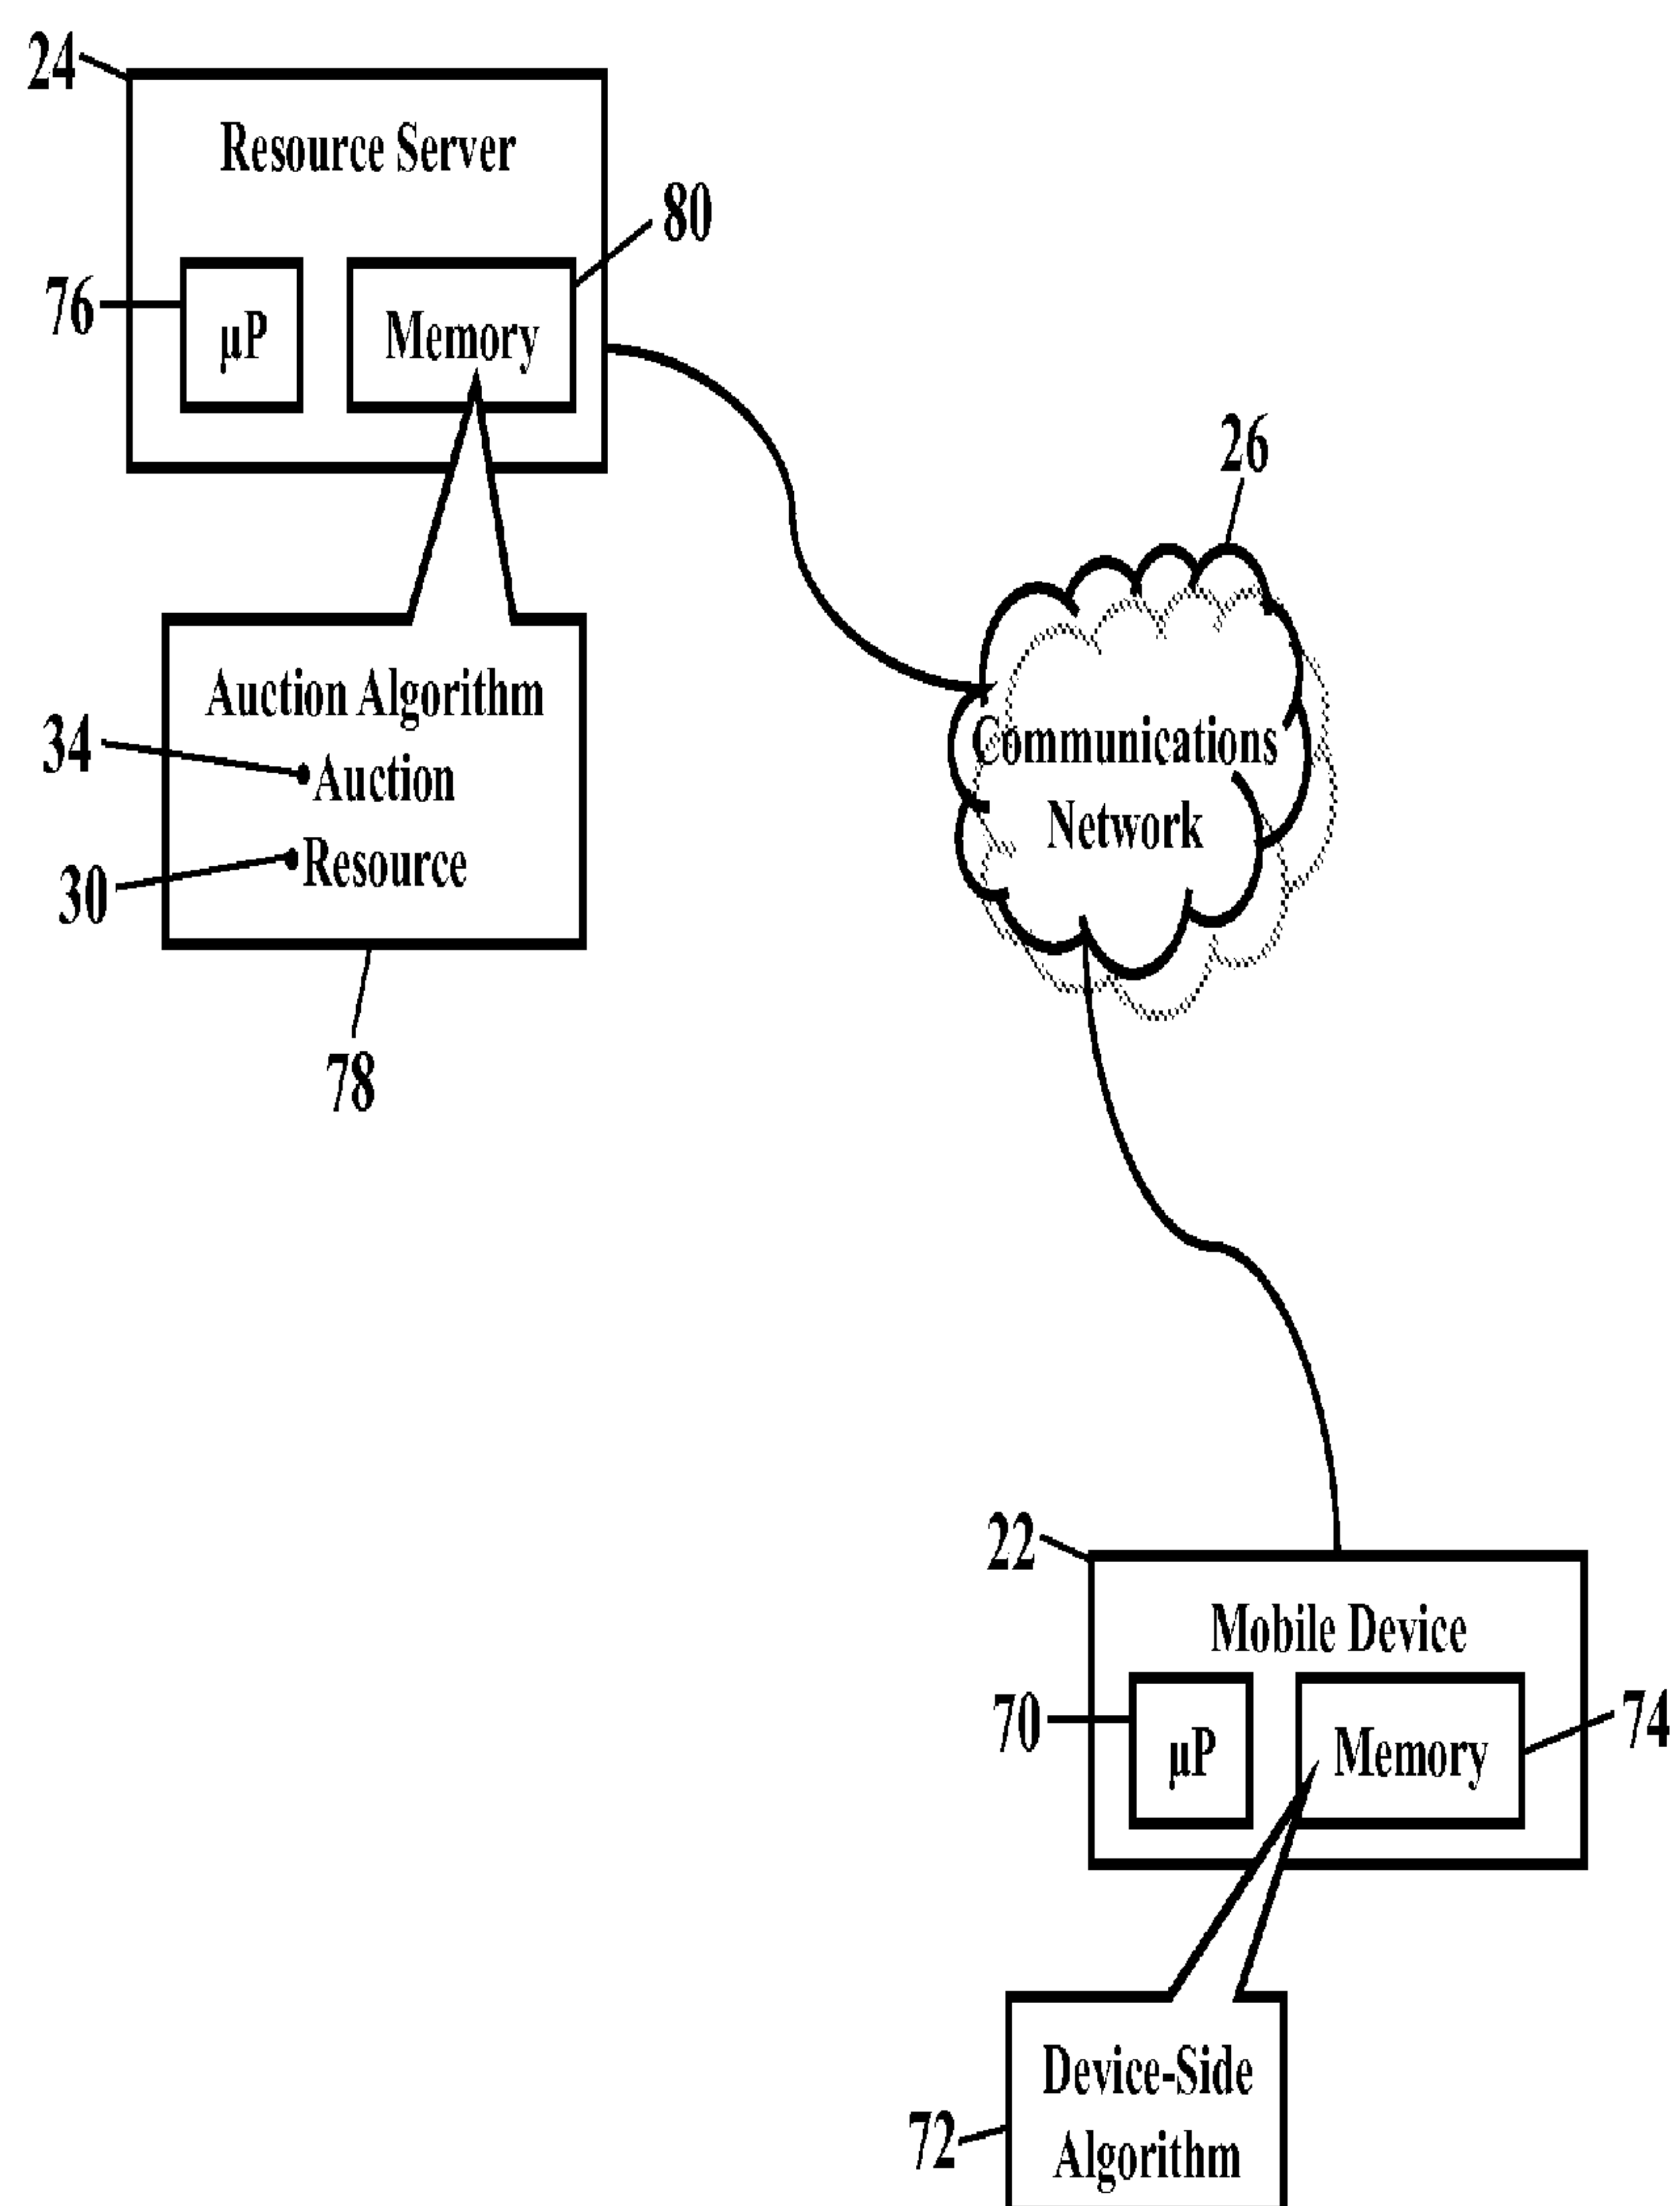 24
Resource Server
80
76
µP
Memory
26
Auction Algorithm
34
•Auction
Communications
Network
30
•Resource
78
22
Mobile Device
70
µP
Memory
74
Device-Side
72
Algorithm